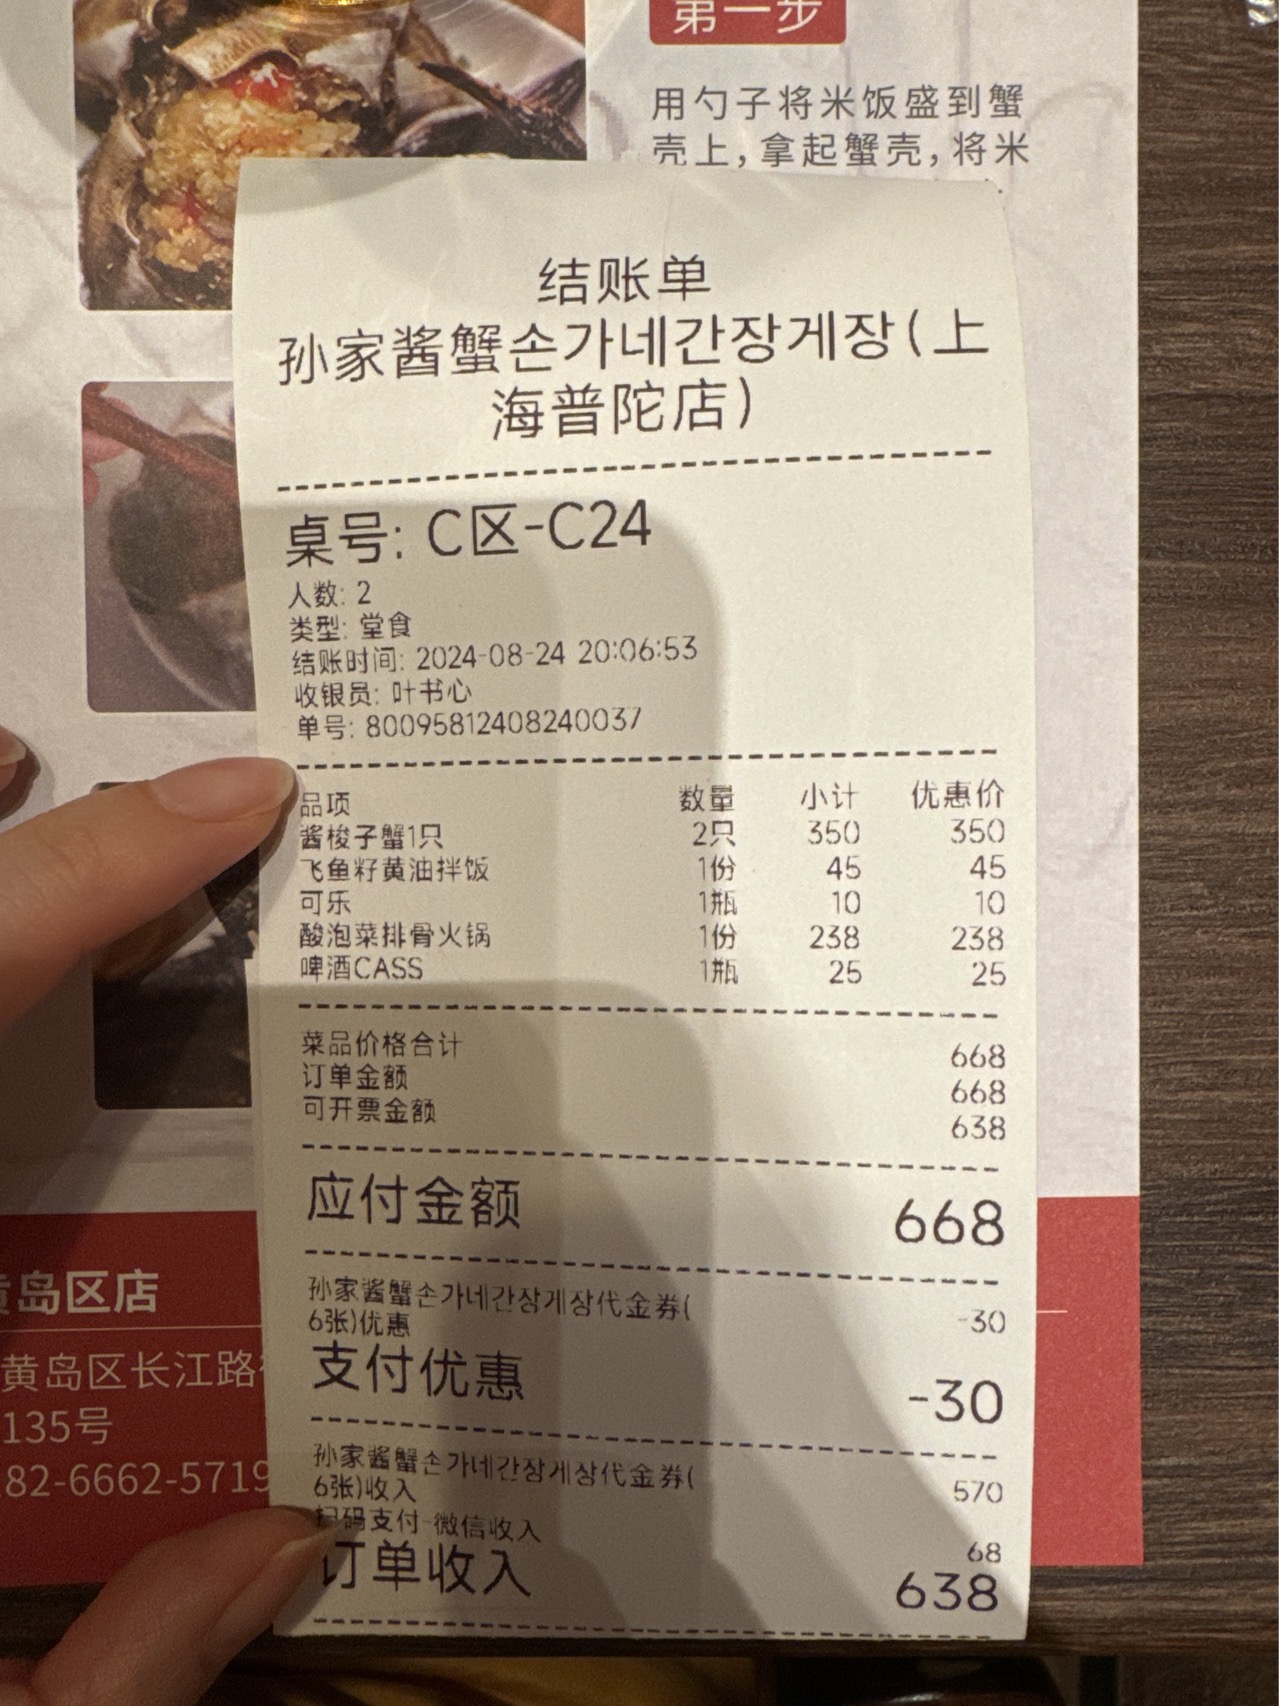 第一步
用勺子将米饭盛到蟹
壳上，拿起蟹壳，将米
结账单
孙家酱蟹손가네간장게장(上
海普陀店)
桌号: C区-C24
人数: 2
类型: 堂食
结账时间: 2024-08-24 20:06:53
收银员: 叶书心
单号: 80095812408240037
品项 数量 小计 优惠价
酱梭子蟹1只 2只 350 350
飞鱼籽黄油拌饭 1份 45 45
可乐 1瓶 10 10
酸泡菜排骨火锅 1份 238 238
啤酒CASS 1瓶 25 25
菜品价格合计 668
订单金额 668
可开票金额 638
应付金额 668
孙家酱蟹손가네간장게장代金券(
6张)优惠 -30
支付优惠 -30
孙家酱蟹손가네간장게장代金券(
6张)收入 570
扫码支付-微信收入 68
订单收入 638
黄岛区店
黄岛区长江路
135号
82-6662-5719